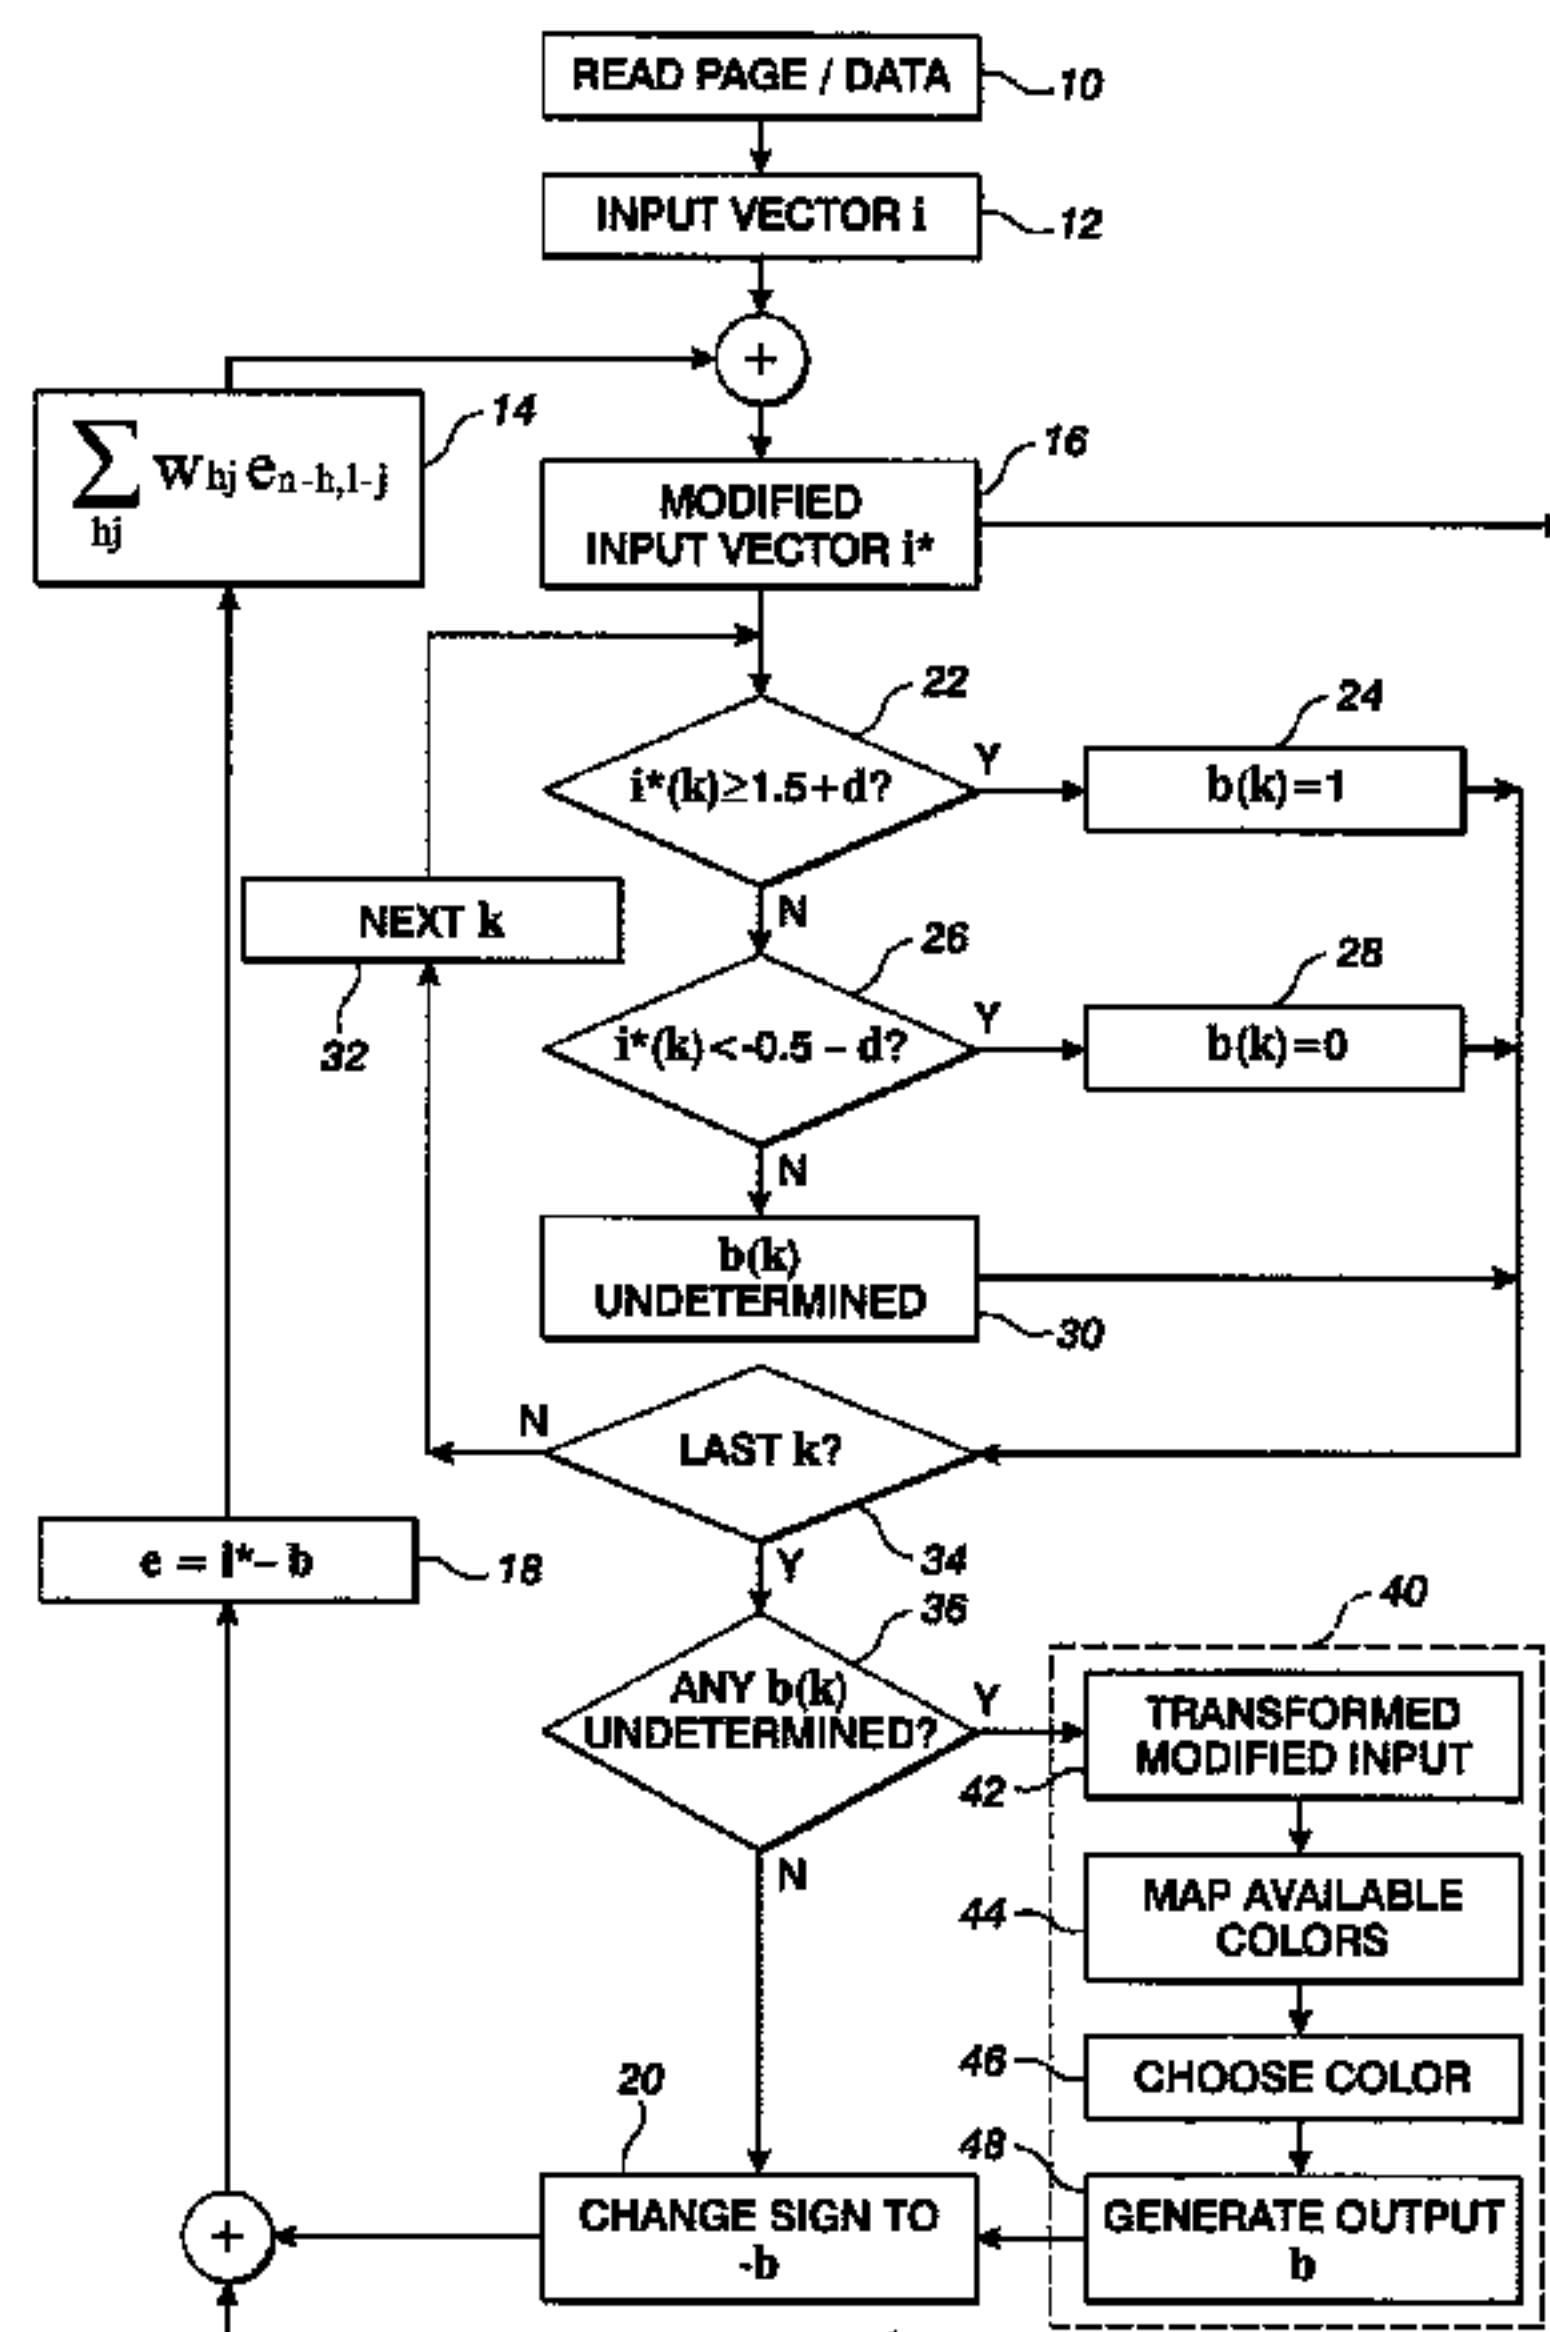 READ PAGE / DATA
10
INPUT VECTOR i
12
+
14
∑ w hj e n-h,l-j
hj
16
MODIFIED
INPUT VECTOR i*
22
i*(k)≥1.5+d?
Y
24
b(k)=1
N
NEXT k
32
26
i*(k)<-0.5 – d?
Y
28
b(k)=0
N
b(k)
UNDETERMINED
30
N
LAST k?
34
Y
e = i*– b
18
36
ANY b(k)
UNDETERMINED?
Y
N
40
TRANSFORMED
MODIFIED INPUT
42
MAP AVAILABLE
COLORS
44
CHOOSE COLOR
46
48
GENERATE OUTPUT
b
20
CHANGE SIGN TO
-b
+